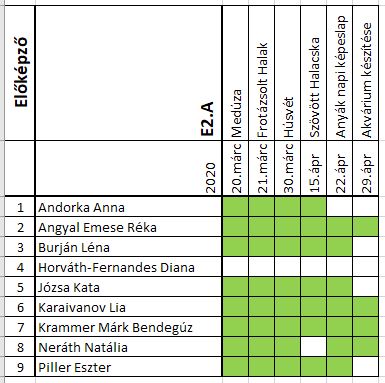 Előképző
E2.A
2020
20.márc Medúza
21.márc Frotázsolt Halak
30.márc Húsvét
15.ápr Szövött Halacska
22.ápr Anyák napi képeslap
29.ápr Akvárium készítése
1 Andorka Anna
2 Angyal Emese Réka
3 Burján Léna
4 Horváth-Fernandes Diana
5 Józsa Kata
6 Karaivanov Lia
7 Krammer Márk Bendegúz
8 Neráth Natália
9 Piller Eszter